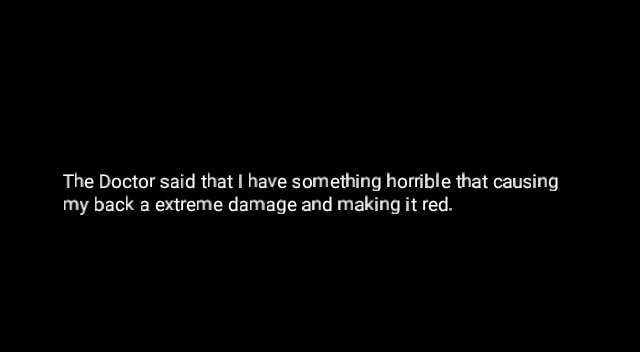 The Doctor said that I have something horrible that causing
my back a extreme damage and making it red.